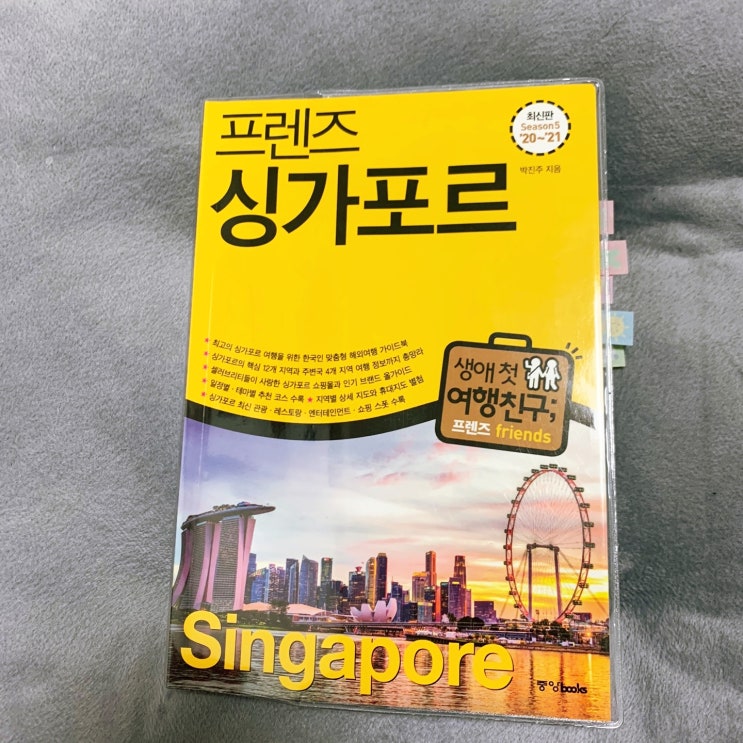 프렌즈
싱가포르
최신판
Season5
'20~'21
박진주 지음
• 최고의 싱가포르 여행을 위한 한국인 맞춤형 해외여행 가이드북
• 싱가포르의 핵심 12개 지역과 주변국 4개 지역 여행 정보까지 총망라
• 셀러브리티들이 사랑한 싱가포르 쇼핑몰과 인기 브랜드 올가이드
• 일정별·테마별 추천 코스 수록 • 지역별 상세 지도와 휴대지도 별첨
• 싱가포르 최신 관광·레스토랑·엔터테인먼트·쇼핑 스폿 수록
생애 첫
여행친구;
프렌즈 friends
Singapore
중앙books